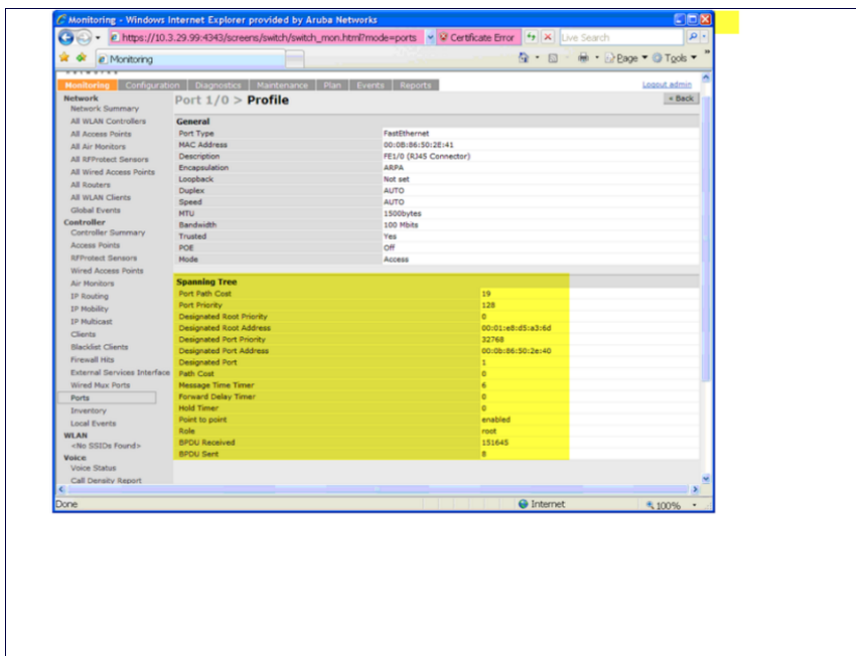 Monitoring - Windows Internet Explorer provided by Aruba Networks
https://10.3.29.99:4343/screens/switch/switch_mon.html?mode=ports Certificate Error Live Search
Monitoring Page Tools
Monitoring Configuration Diagnostics Maintenance Plan Events Reports Logout admin
Network
Network Summary
All WLAN Controllers
All Access Points
All Air Monitors
All RFProtect Sensors
All Wired Access Points
All Routers
All WLAN Clients
Global Events
Controller
Controller Summary
Access Points
RFProtect Sensors
Wired Access Points
Air Monitors
IP Routing
IP Mobility
IP Multicast
Clients
Blacklist Clients
Firewall Hits
External Services Interface
Wired Mux Ports
Ports
Inventory
Local Events
WLAN
<No SSIDs Found>
Voice
Voice Status
Call Density Report
Port 1/0 > Profile « Back
General
Port Type FastEthernet
MAC Address 00:0B:86:50:2E:41
Description FE1/0 (RJ45 Connector)
Encapsulation ARPA
Loopback Not set
Duplex AUTO
Speed AUTO
MTU 1500bytes
Bandwidth 100 Mbits
Trusted Yes
POE Off
Mode Access
Spanning Tree
Port Path Cost 19
Port Priority 128
Designated Root Priority 0
Designated Root Address 00:01:e8:d5:a3:6d
Designated Port Priority 32768
Designated Port Address 00:0b:86:50:2e:40
Designated Port 1
Path Cost 0
Message Time Timer 6
Forward Delay Timer 0
Hold Timer 0
Point to point enabled
Role root
BPDU Received 151645
BPDU Sent 8
Done Internet 100%